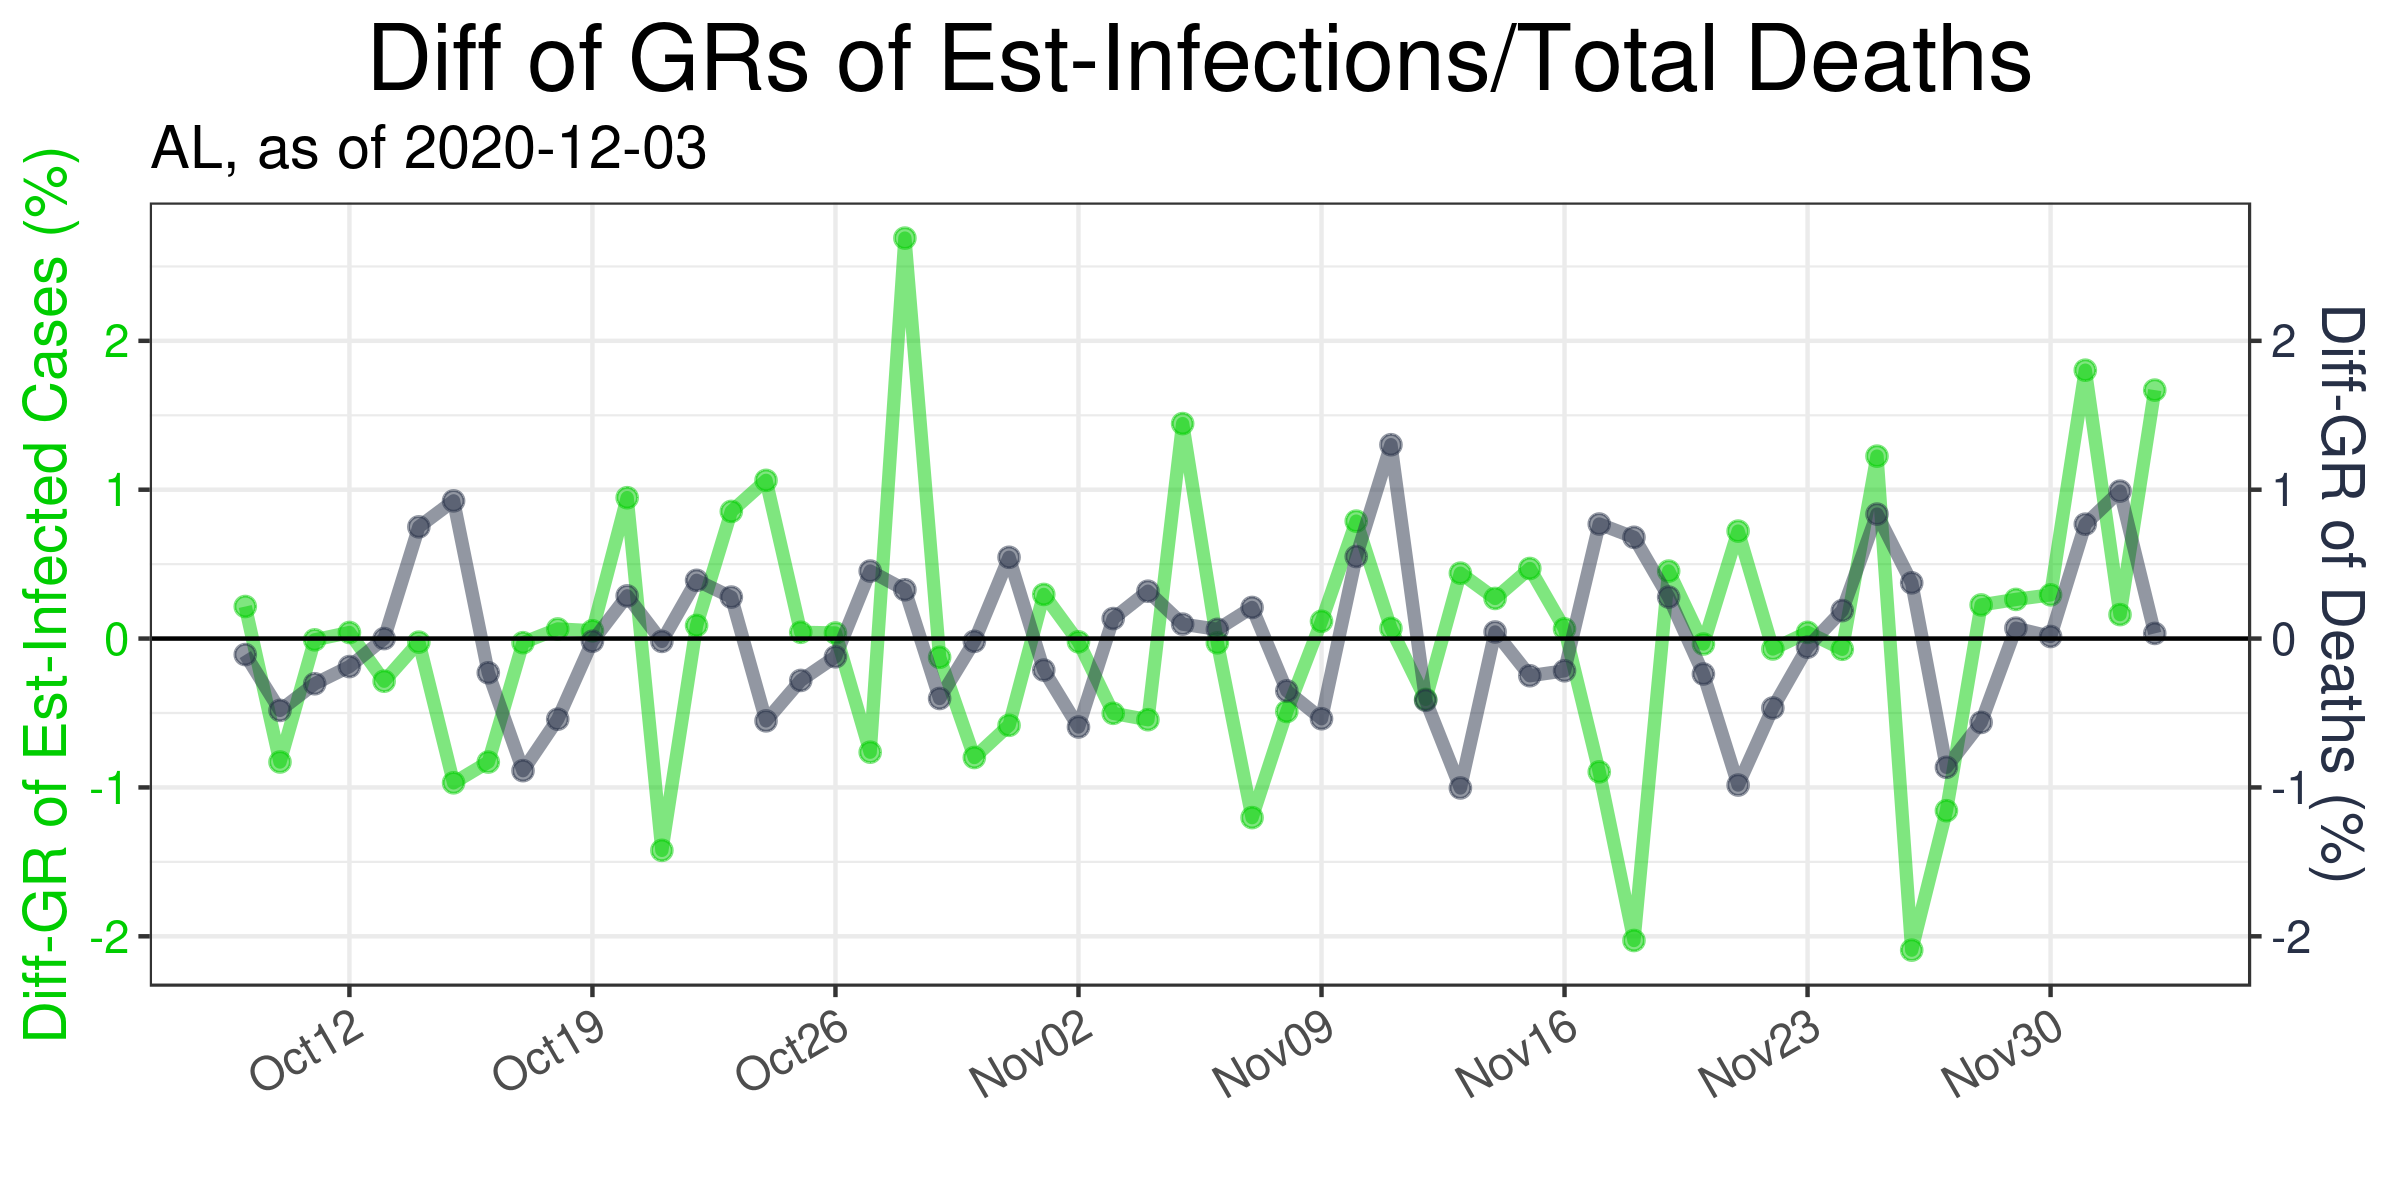 Diff of GRs of Est-Infections/Total Deaths
AL, as of 2020-12-03
Diff-GR of Est-Infected Cases (%)
2
1
0
-1
-2
2
1
0
-1
-2
Diff-GR of Deaths (%)
Oct12
Oct19
Oct26
Nov02
Nov09
Nov16
Nov23
Nov30